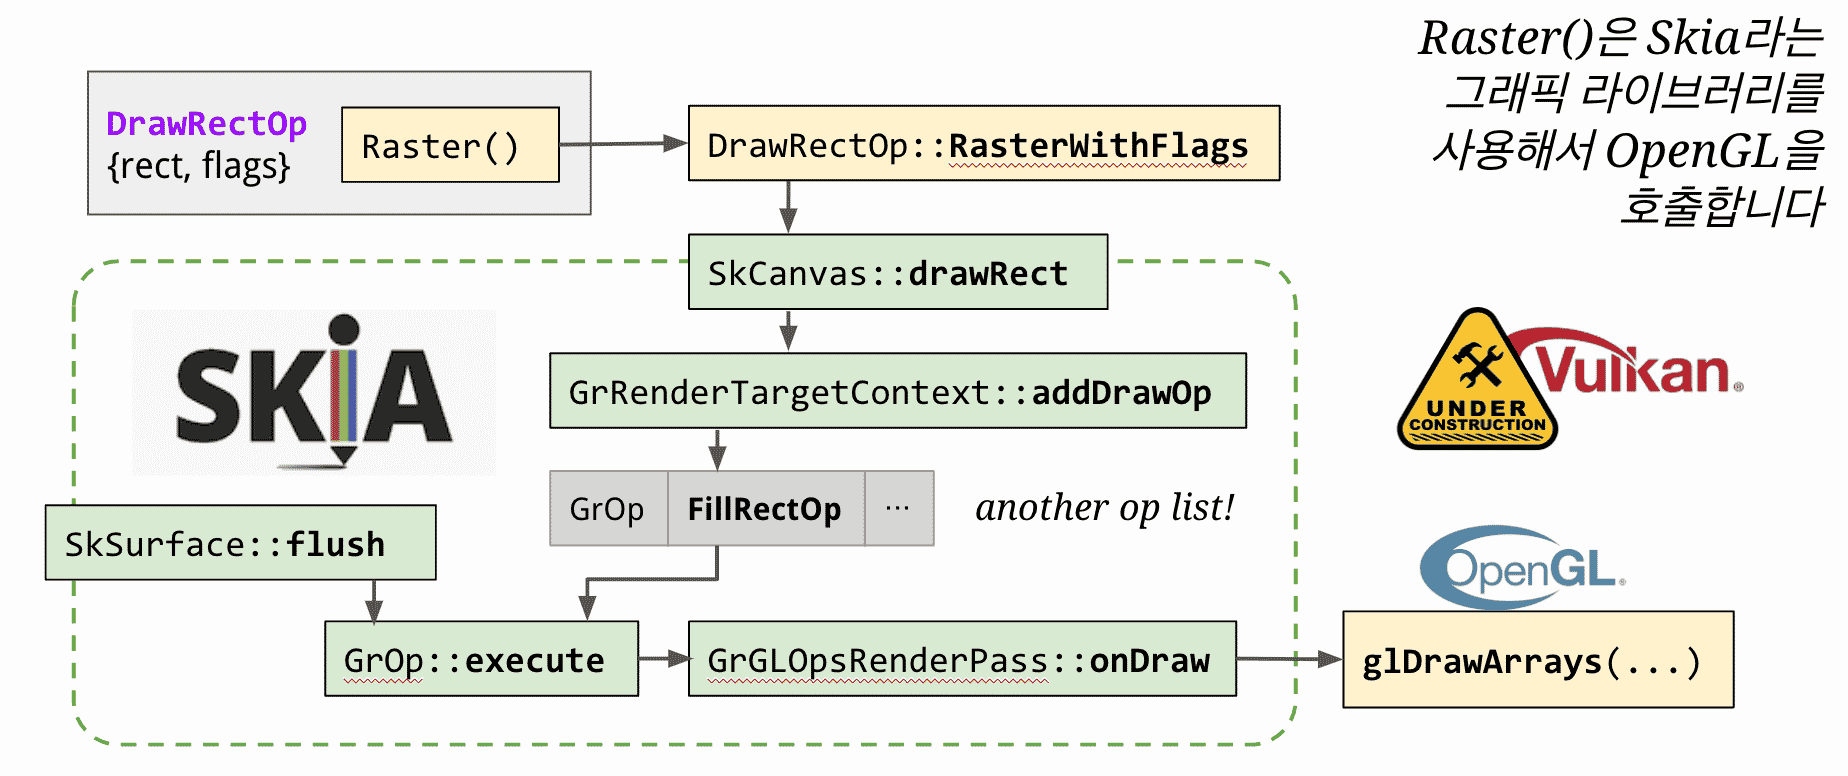 Raster()은 Skia라는
그래픽 라이브러리를
사용해서 OpenGL을
호출합니다
DrawRectOp
{rect, flags}
Raster()
DrawRectOp::RasterWithFlags
SkCanvas::drawRect
SKiA
GrRenderTargetContext::addDrawOp
GrOp FillRectOp ...
another op list!
SkSurface::flush
GrOp::execute
GrGLOpsRenderPass::onDraw
Vulkan®
UNDER
CONSTRUCTION
OpenGL®
glDrawArrays(...)